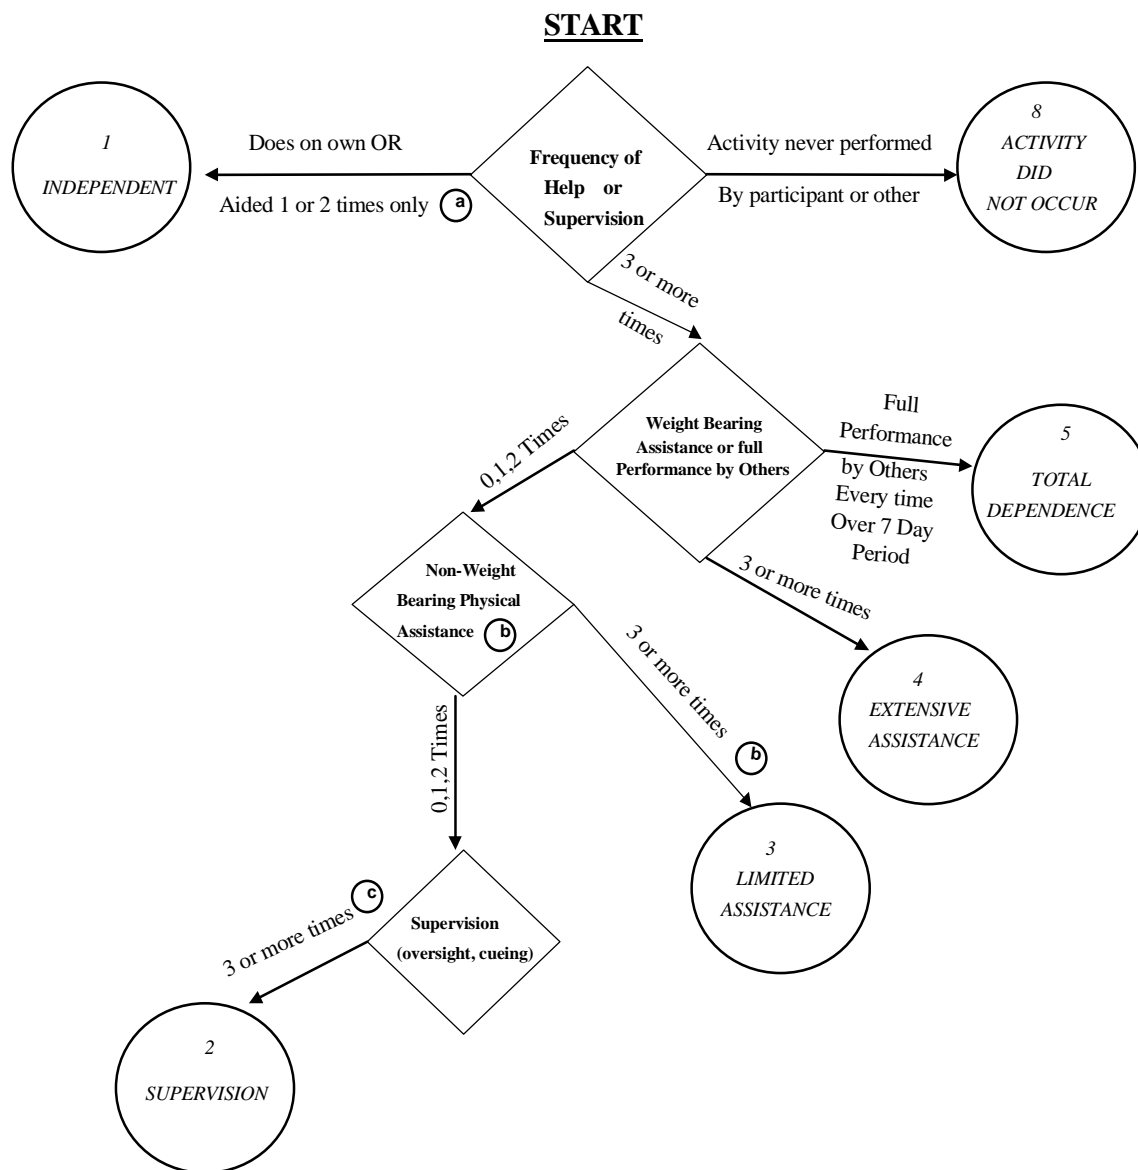 START
1
INDEPENDENT
Does on own OR
Aided 1 or 2 times only a
Frequency of
Help or
Supervision
Activity never performed
By participant or other
8
ACTIVITY
DID
NOT OCCUR
3 or more
times
Weight Bearing
Assistance or full
Performance by Others
Full
Performance
by Others
Every time
Over 7 Day
Period
5
TOTAL
DEPENDENCE
0,1,2 Times
3 or more times
4
EXTENSIVE
ASSISTANCE
Non-Weight
Bearing Physical
Assistance b
3 or more times b
3
LIMITED
ASSISTANCE
0,1,2 Times
Supervision
(oversight, cueing)
3 or more times c
2
SUPERVISION